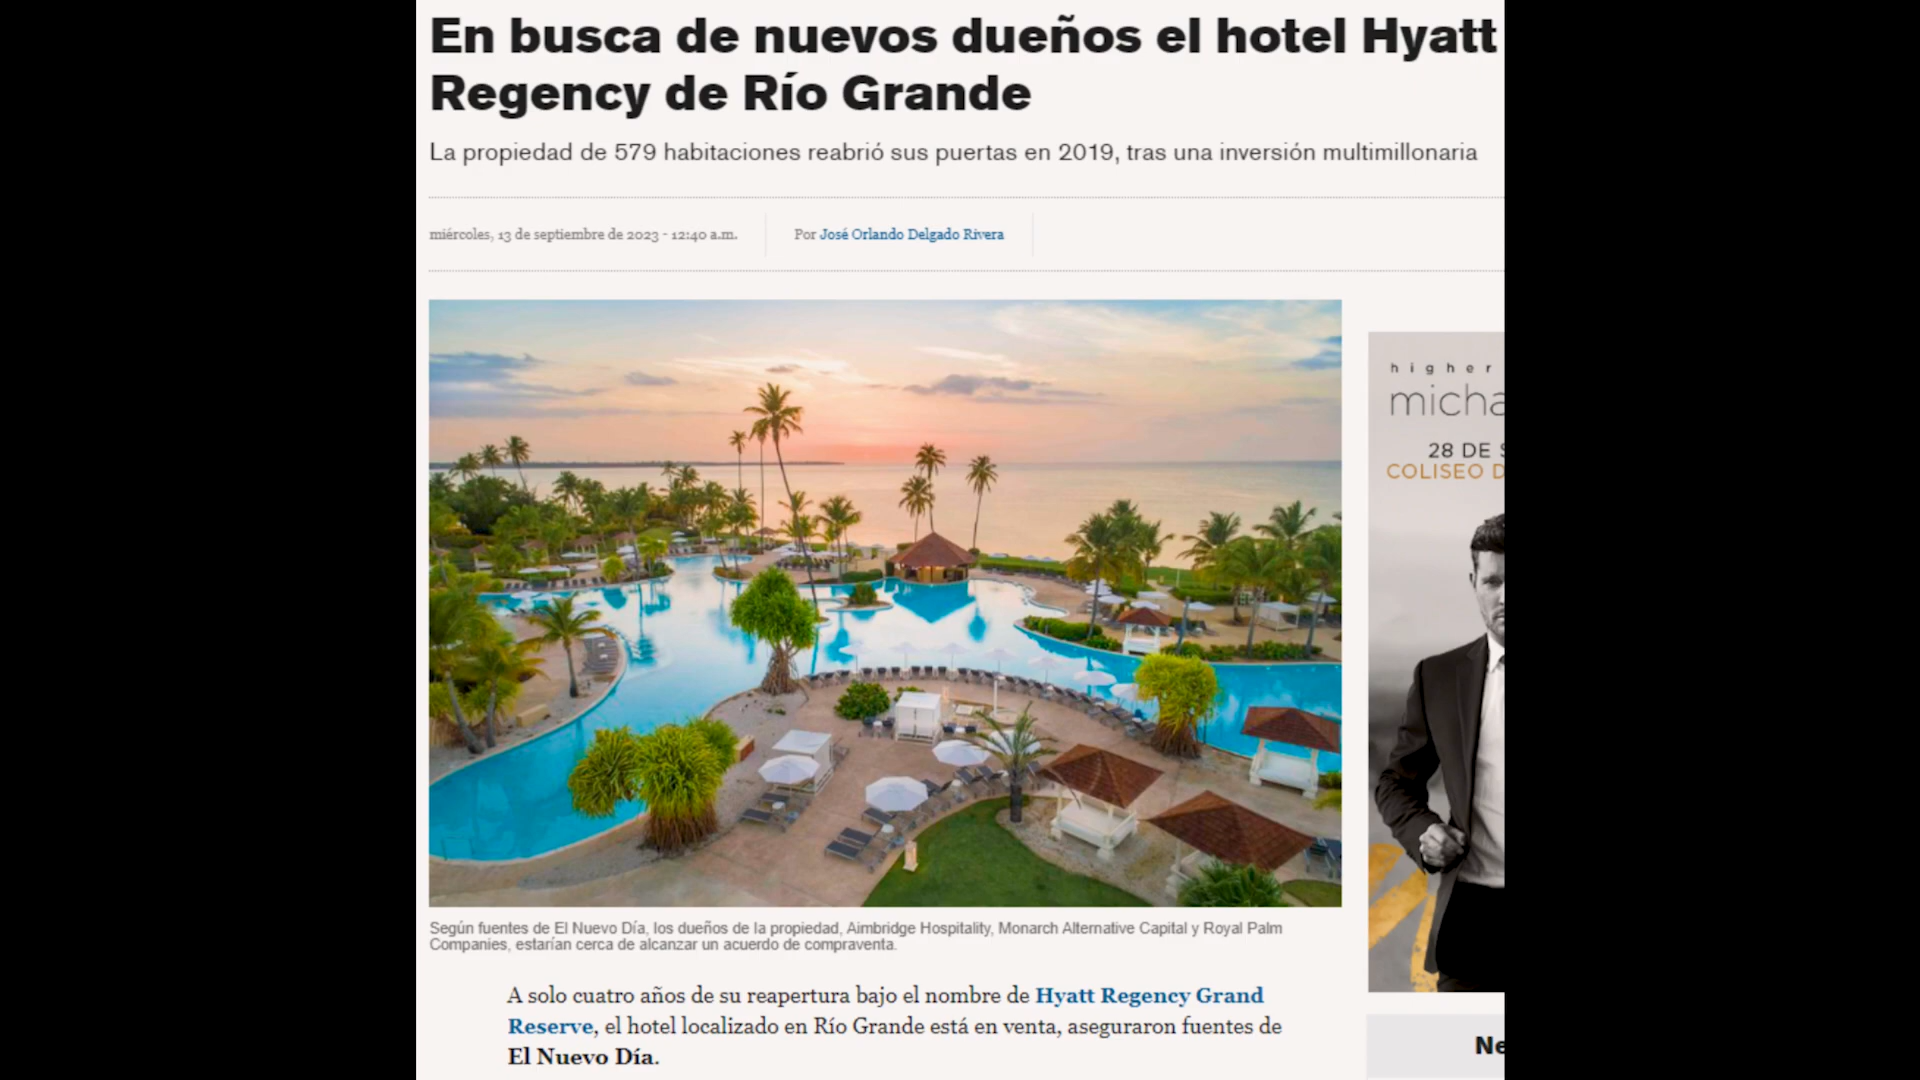 En busca de nuevos dueños el hotel Hyatt
Regency de Río Grande
La propiedad de 579 habitaciones reabrió sus puertas en 2019, tras una inversión multimillonaria
miércoles, 13 de septiembre de 2023 - 12:40 a.m.
Por José Orlando Delgado Rivera
higher
micha
28 DE S
COLISEO D
Según fuentes de El Nuevo Día, los dueños de la propiedad, Aimbridge Hospitality, Monarch Alternative Capital y Royal Palm
Companies, estarían cerca de alcanzar un acuerdo de compraventa.
A solo cuatro años de su reapertura bajo el nombre de Hyatt Regency Grand
Reserve, el hotel localizado en Río Grande está en venta, aseguraron fuentes de
El Nuevo Día.
Ne